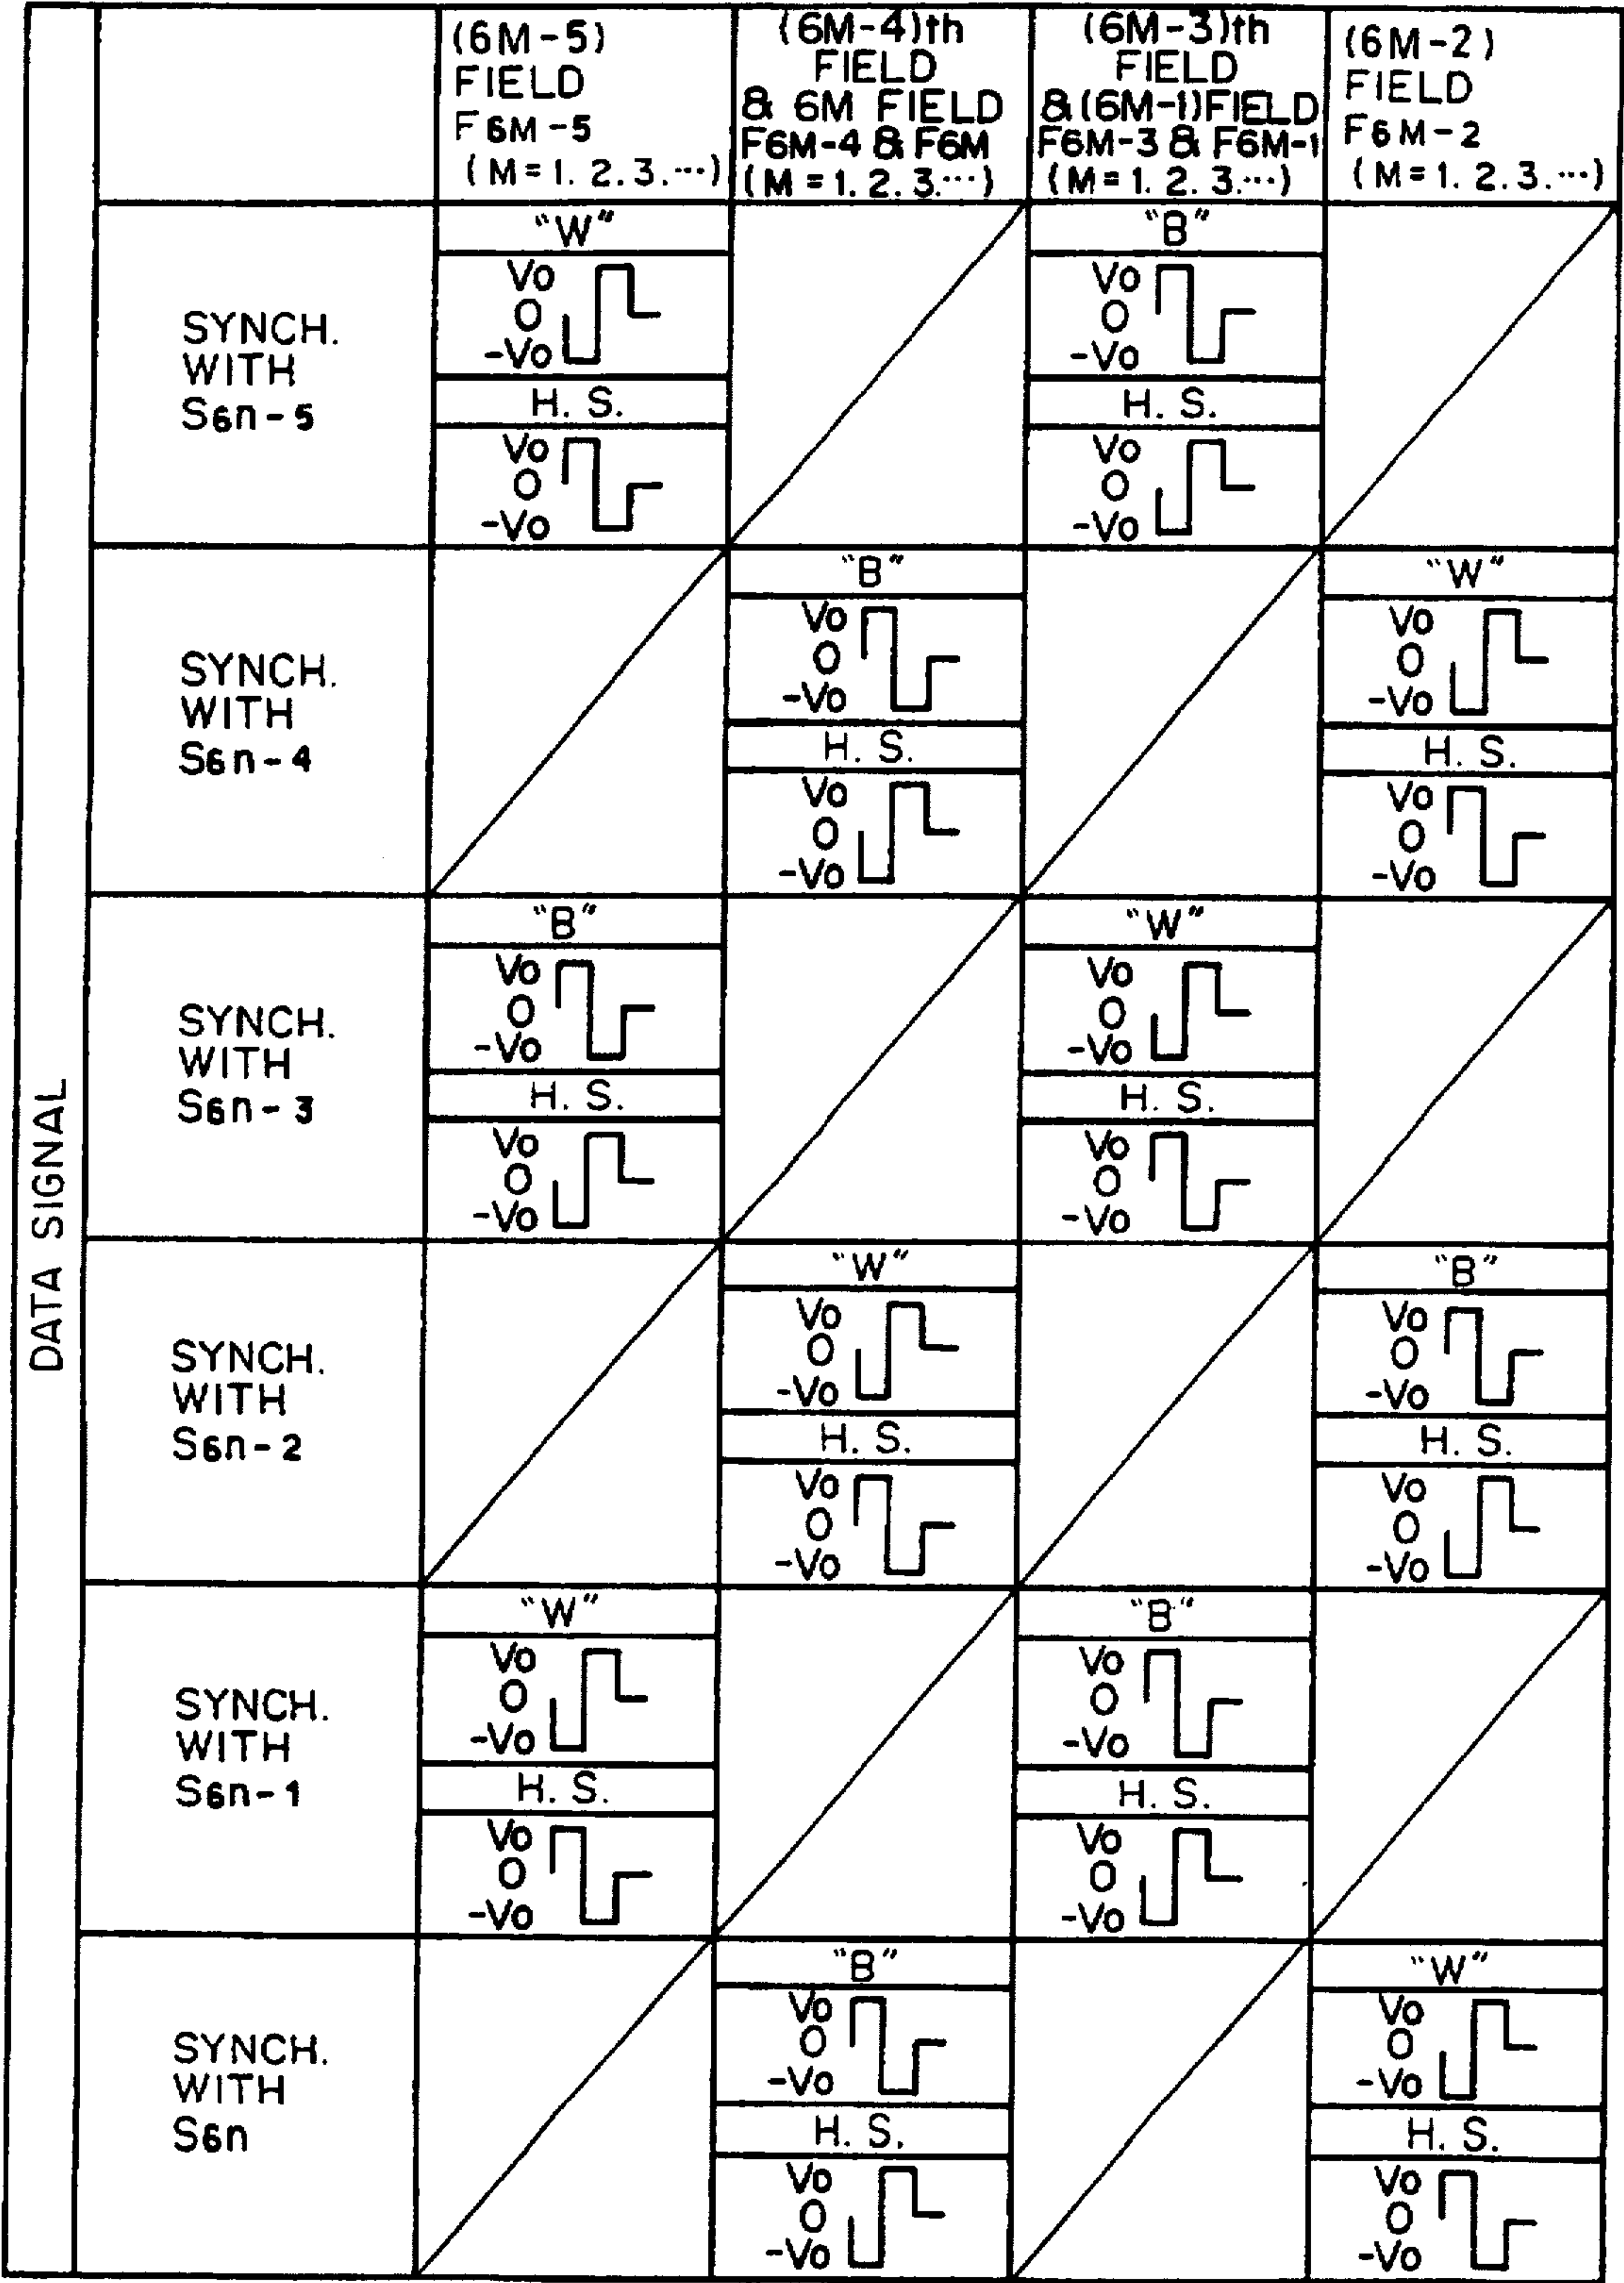 (6M-5)
FIELD
F6M-5
(M=1.2.3.…)
(6M-4)th
FIELD
& 6M FIELD
F6M-4 & F6M
(M=1.2.3.…)
(6M-3)th
FIELD
&(6M-1)FIELD
F6M-3 & F6M-1
(M=1.2.3.…)
(6M-2)
FIELD
F6M-2
(M=1.2.3.…)
DATA SIGNAL
SYNCH.
WITH
S6n-5
"W"
Vo
0
-Vo
H. S.
Vo
0
-Vo
"B"
Vo
0
-Vo
H. S.
Vo
0
-Vo
SYNCH.
WITH
S6n-4
"B"
Vo
0
-Vo
H. S.
Vo
0
-Vo
"W"
Vo
0
-Vo
H. S.
Vo
0
-Vo
SYNCH.
WITH
S6n-3
"B"
Vo
0
-Vo
H. S.
Vo
0
-Vo
"W"
Vo
0
-Vo
H. S.
Vo
0
-Vo
SYNCH.
WITH
S6n-2
"W"
Vo
0
-Vo
H. S.
Vo
0
-Vo
"B"
Vo
0
-Vo
H. S.
Vo
0
-Vo
SYNCH.
WITH
S6n-1
"W"
Vo
0
-Vo
H. S.
Vo
0
-Vo
"B"
Vo
0
-Vo
H. S.
Vo
0
-Vo
SYNCH.
WITH
S6n
"B"
Vo
0
-Vo
H. S.
Vo
0
-Vo
"W"
Vo
0
-Vo
H. S.
Vo
0
-Vo